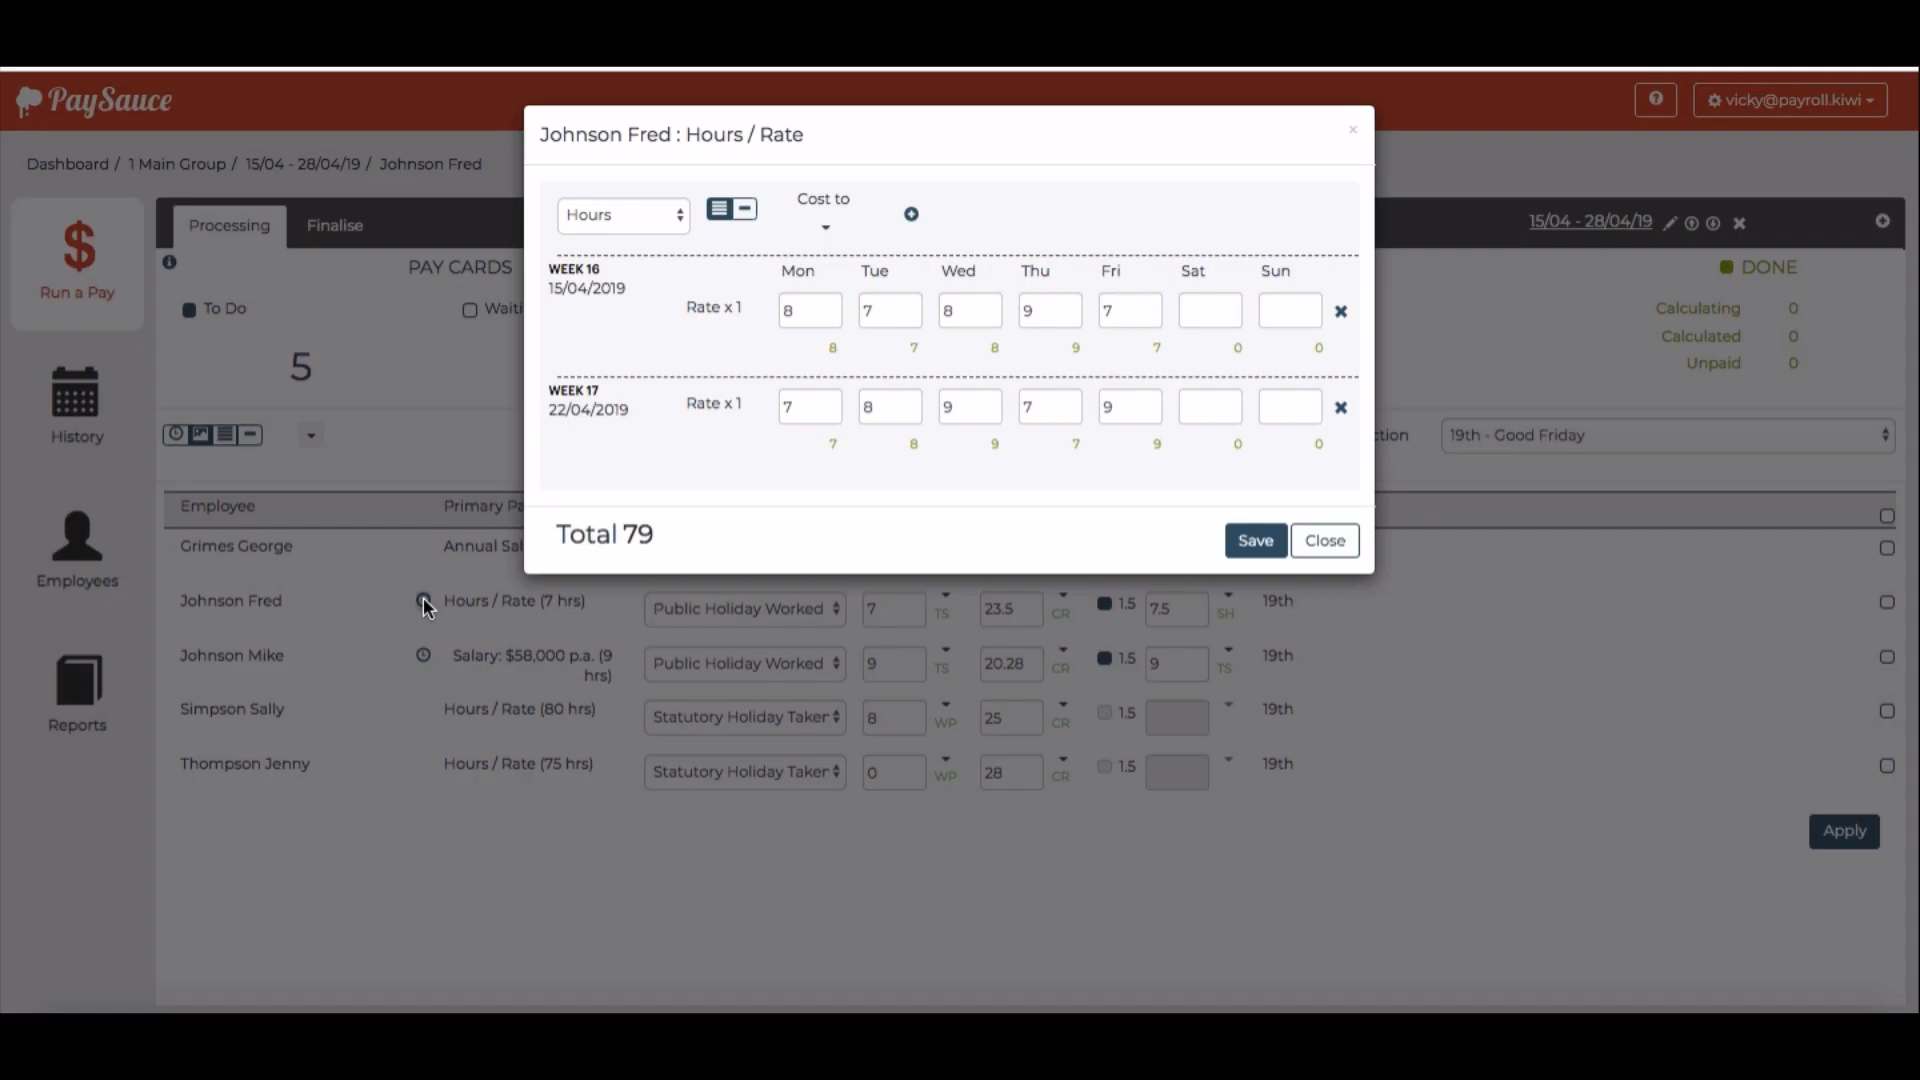 PaySauce
vicky@payroll.kiwi
Dashboard / 1 Main Group / 15/04 - 28/04/19 / Johnson Fred
Johnson Fred : Hours / Rate
×
Hours
Cost to
WEEK 16
15/04/2019
Mon Tue Wed Thu Fri Sat Sun
Rate x 1
8 7 8 9 7
8 7 8 9 7 0 0
WEEK 17
22/04/2019
Rate x 1
7 8 9 7 9
7 8 9 7 9 0 0
Total 79
Save
Close
Run a Pay
History
Employees
Reports
Processing
Finalise
15/04 - 28/04/19
PAY CARDS
DONE
To Do
Waiti
5
Calculating 0
Calculated 0
Unpaid 0
ction
19th - Good Friday
Employee Primary Pa
Grimes George Annual Sal
Johnson Fred Hours / Rate (7 hrs) Public Holiday Worked 7 TS 23.5 CR 1.5 7.5 SH 19th
Johnson Mike Salary: $58,000 p.a. (9 hrs) Public Holiday Worked 9 TS 20.28 CR 1.5 9 TS 19th
Simpson Sally Hours / Rate (80 hrs) Statutory Holiday Taken 8 WP 25 CR 1.5 19th
Thompson Jenny Hours / Rate (75 hrs) Statutory Holiday Taken 0 WP 28 CR 1.5 19th
Apply